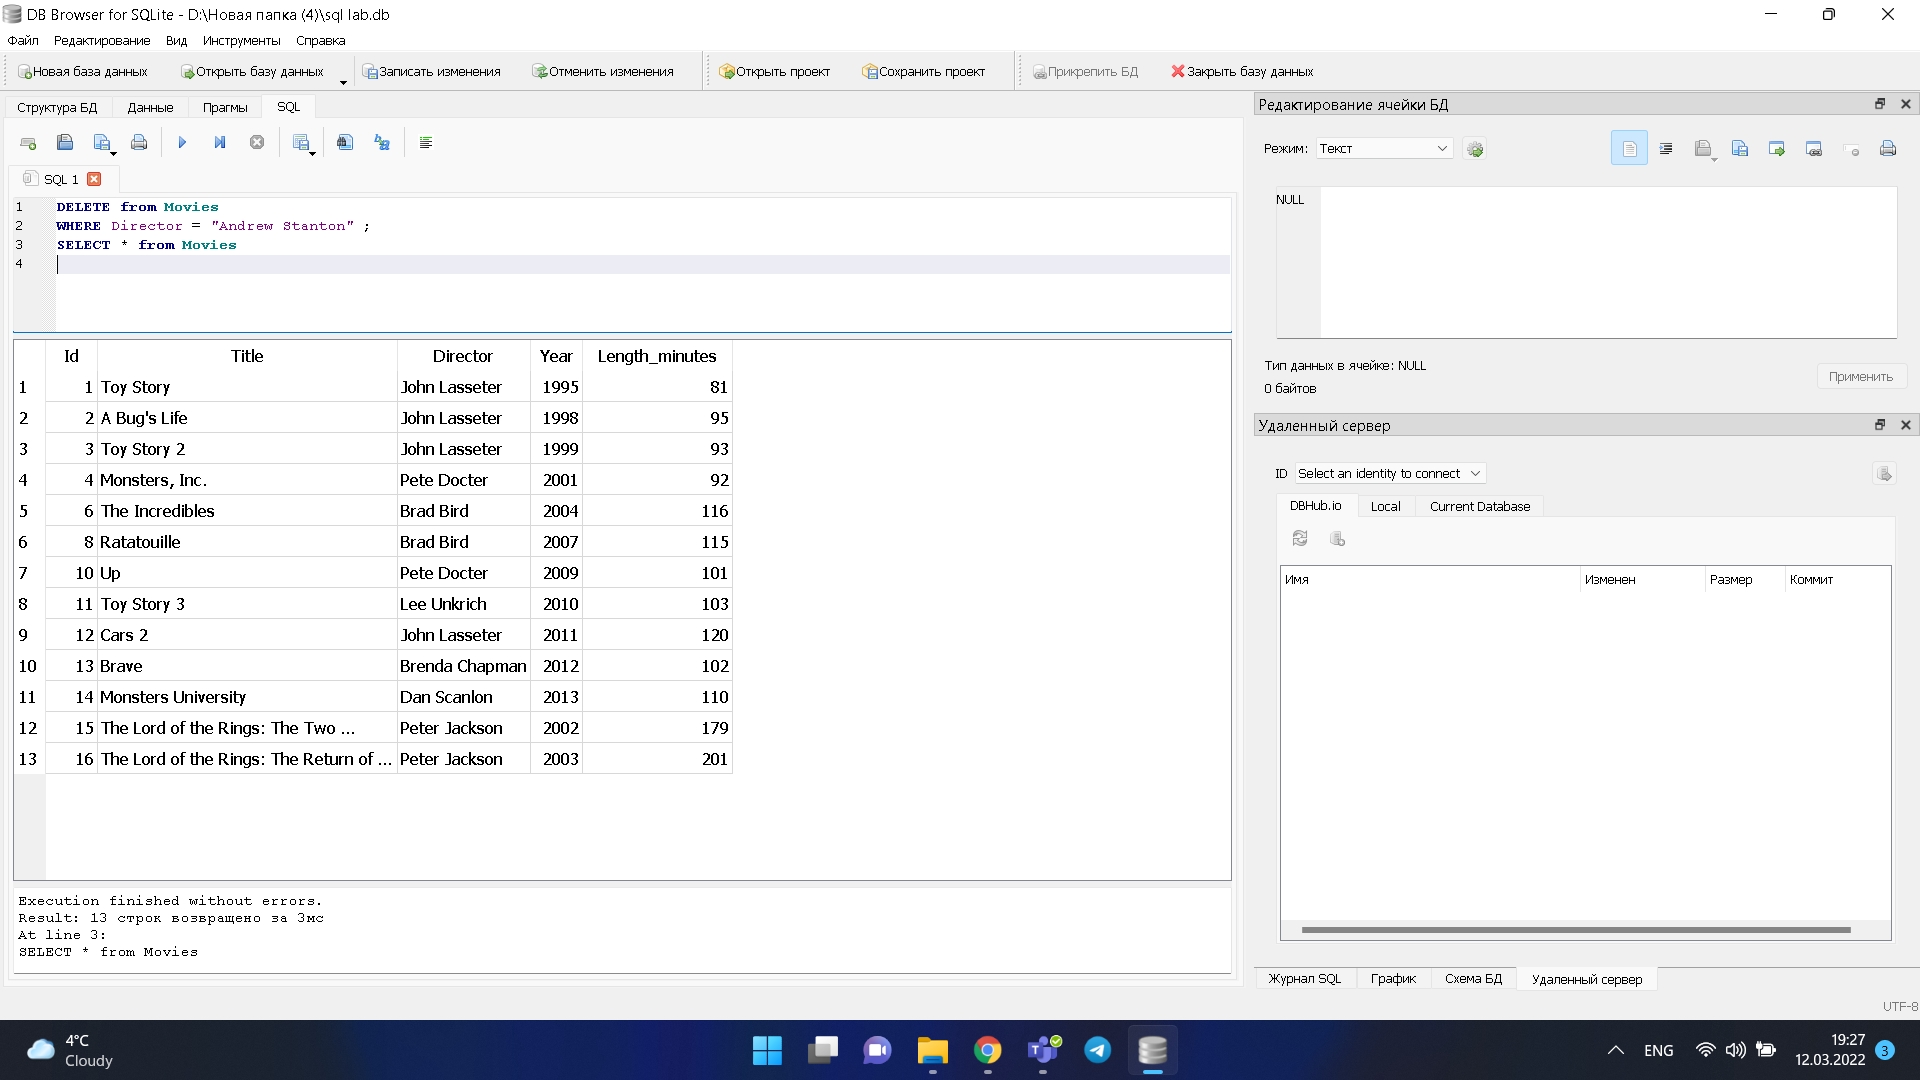 DB Browser for SQLite - D:\Новая папка (4)\sql lab.db
Файл Редактирование Вид Инструменты Справка
Новая база данных Открыть базу данных Записать изменения Отменить изменения Открыть проект Сохранить проект Прикрепить БД Закрыть базу данных
Структура БД Данные Прагмы SQL
SQL 1
1 DELETE from Movies
2 WHERE Director = "Andrew Stanton" ;
3 SELECT * from Movies
4
Id Title Director Year Length_minutes
1 1 Toy Story John Lasseter 1995 81
2 2 A Bug's Life John Lasseter 1998 95
3 3 Toy Story 2 John Lasseter 1999 93
4 4 Monsters, Inc. Pete Docter 2001 92
5 6 The Incredibles Brad Bird 2004 116
6 8 Ratatouille Brad Bird 2007 115
7 10 Up Pete Docter 2009 101
8 11 Toy Story 3 Lee Unkrich 2010 103
9 12 Cars 2 John Lasseter 2011 120
10 13 Brave Brenda Chapman 2012 102
11 14 Monsters University Dan Scanlon 2013 110
12 15 The Lord of the Rings: The Two ... Peter Jackson 2002 179
13 16 The Lord of the Rings: The Return of ... Peter Jackson 2003 201
Execution finished without errors.
Result: 13 строк возвращено за 3мс
At line 3:
SELECT * from Movies
Редактирование ячейки БД
Режим: Текст
NULL
Тип данных в ячейке: NULL
0 байтов
Применить
Удаленный сервер
ID Select an identity to connect
DBHub.io Local Current Database
Имя Изменен Размер Коммит
Журнал SQL График Схема БД Удаленный сервер
UTF-8
4°C
Cloudy
ENG
19:27
12.03.2022
3